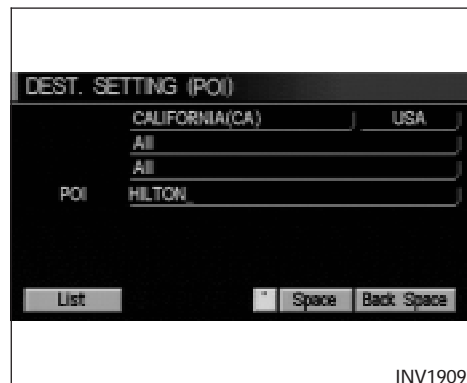 DEST. SETTING (POI)
CALIFORNIA(CA) USA
All
All
POI HILTON_
List " Space Back Space
INV1909